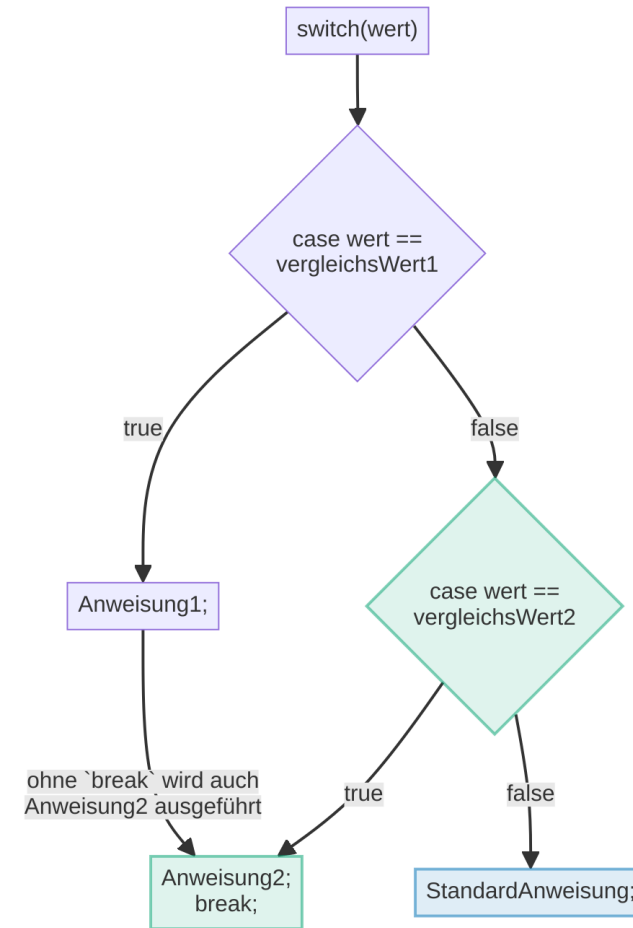 switch(wert)
case wert ==
vergleichsWert1
true
false
Anweisung1;
case wert ==
vergleichsWert2
ohne `break` wird auch
Anweisung2 ausgeführt
true
false
Anweisung2;
break;
StandardAnweisung;